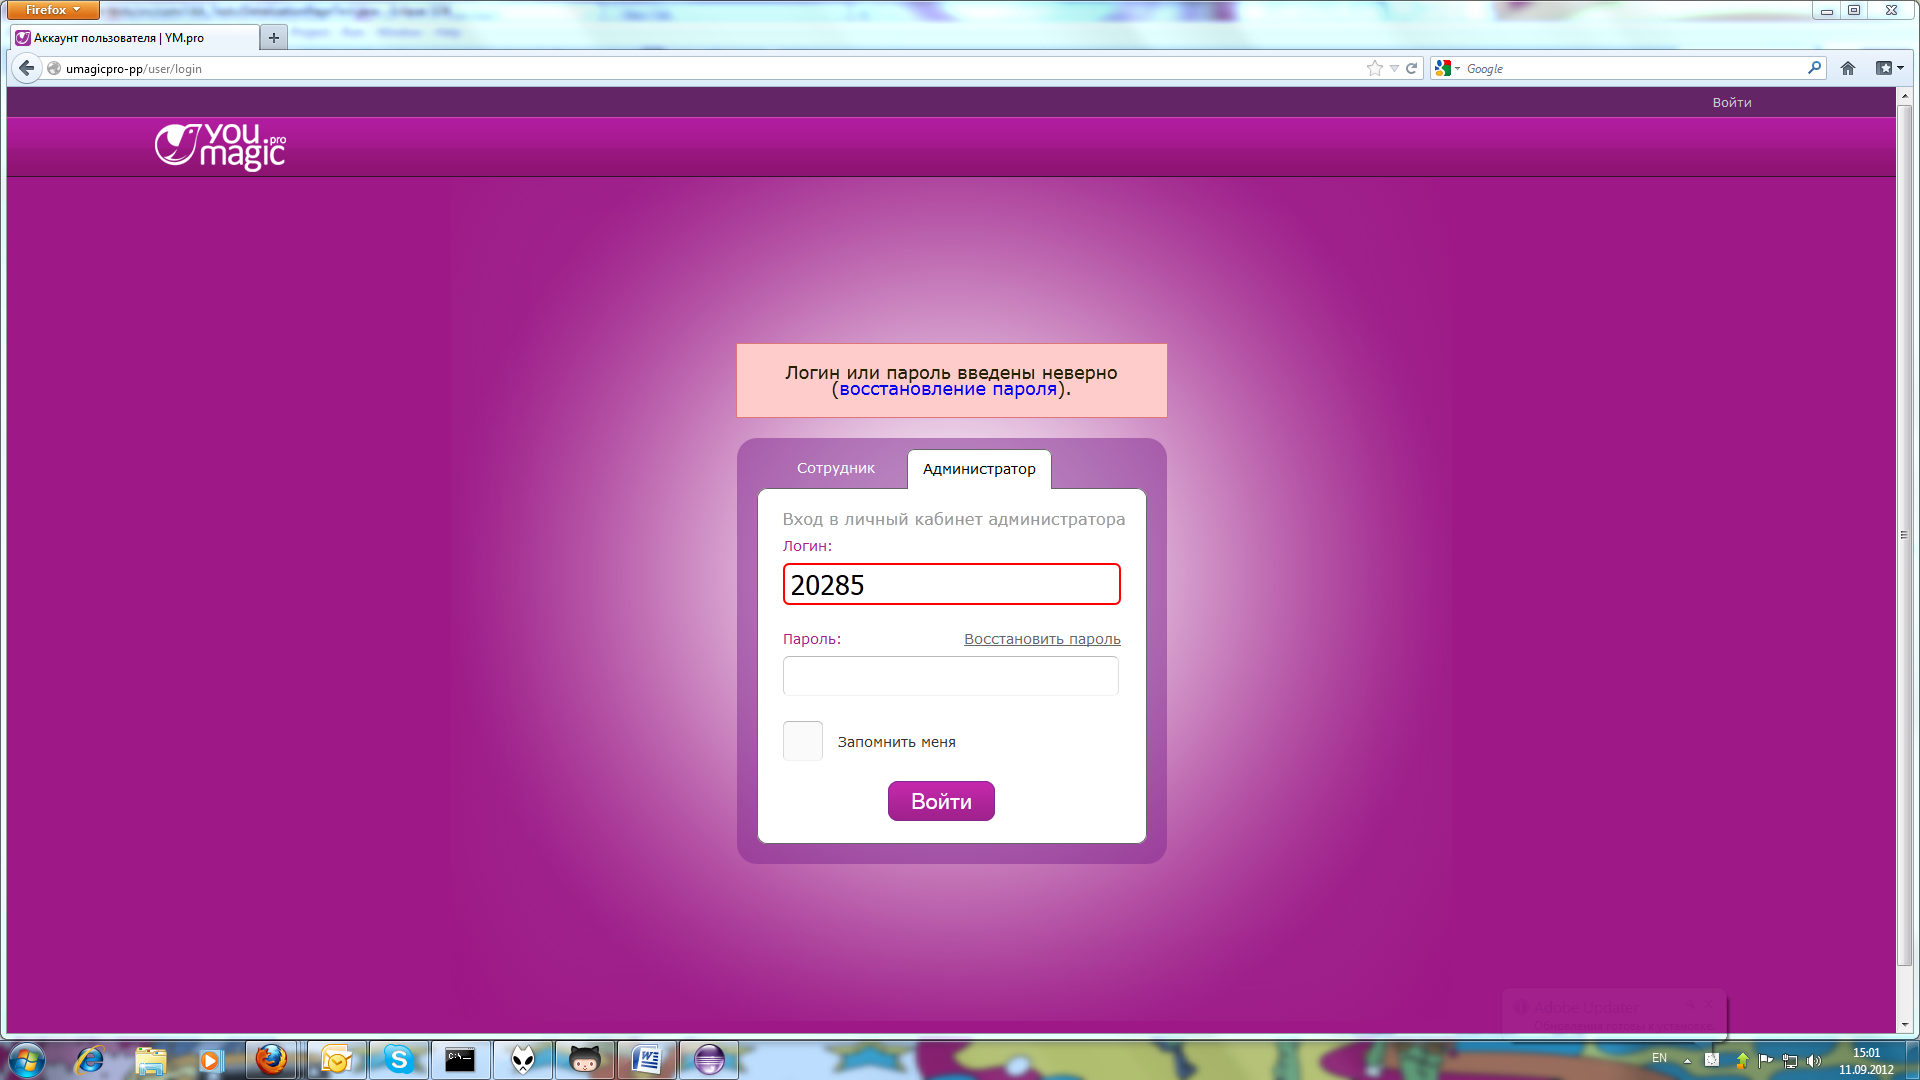 Firefox
Аккаунт пользователя | YM.pro
umagicpro-pp/user/login
Google
Войти
you
magic
pro
Логин или пароль введены неверно
(восстановление пароля).
Сотрудник
Администратор
Вход в личный кабинет администратора
Логин:
20285
Пароль:
Восстановить пароль
Запомнить меня
Войти
Adobe Updater
EN
15:01
11.09.2012